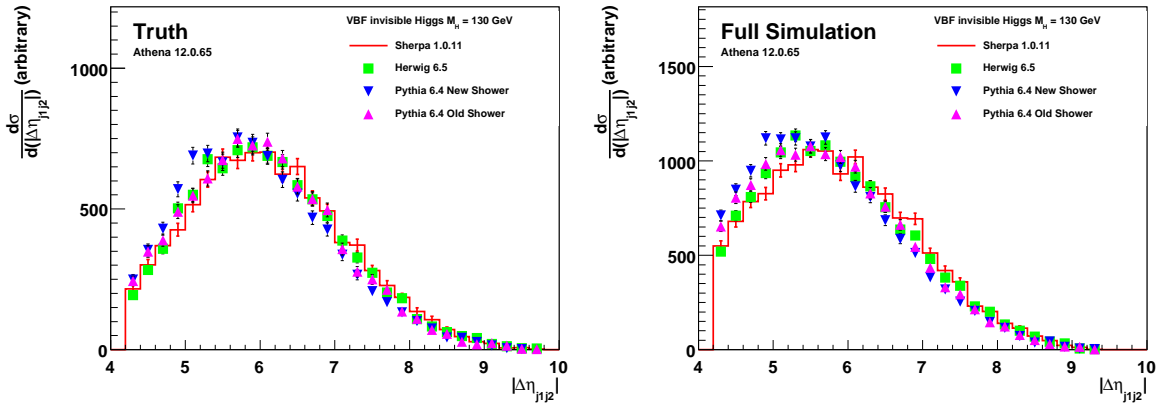 Truth
Athena 12.0.65
VBF invisible Higgs M_H = 130 GeV
Sherpa 1.0.11
Herwig 6.5
Pythia 6.4 New Shower
Pythia 6.4 Old Shower
dσ
d(|Δη_j1j2|) (arbitrary)
1000
500
0
4 5 6 7 8 9 10
|Δη_j1j2|
Full Simulation
Athena 12.0.65
VBF invisible Higgs M_H = 130 GeV
Sherpa 1.0.11
Herwig 6.5
Pythia 6.4 New Shower
Pythia 6.4 Old Shower
dσ
d(|Δη_j1j2|) (arbitrary)
1500
1000
500
0
4 5 6 7 8 9 10
|Δη_j1j2|